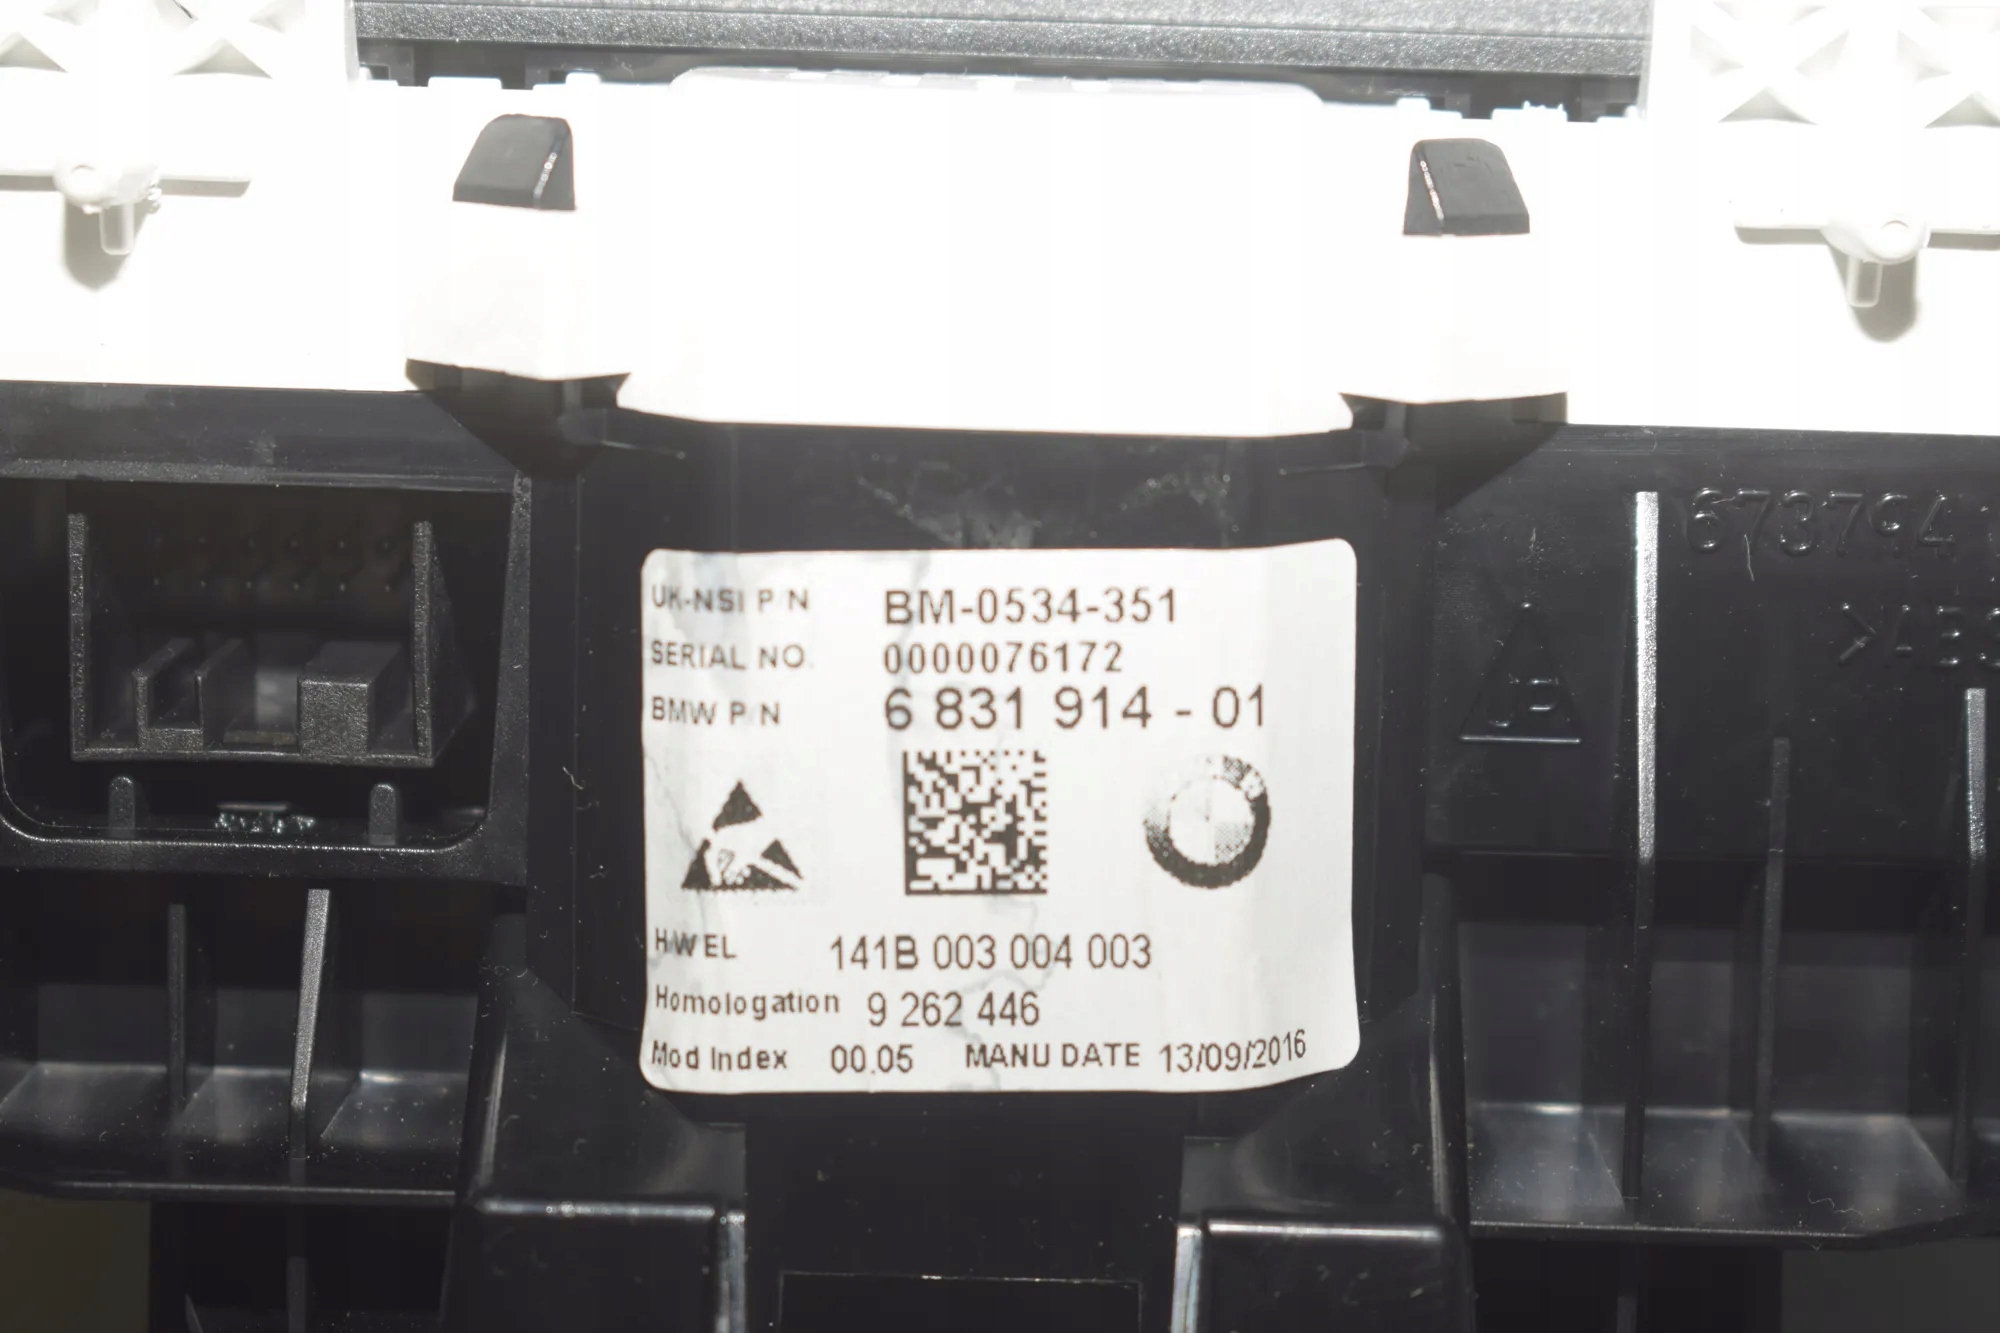 673794
UK-NSI P/N BM-0534-351
SERIAL NO. 0000076172
BMW P/N 6 831 914 - 01
H/W EL 141B 003 004 003
Homologation 9 262 446
Mod Index 00.05 MANU DATE 13/09/2016